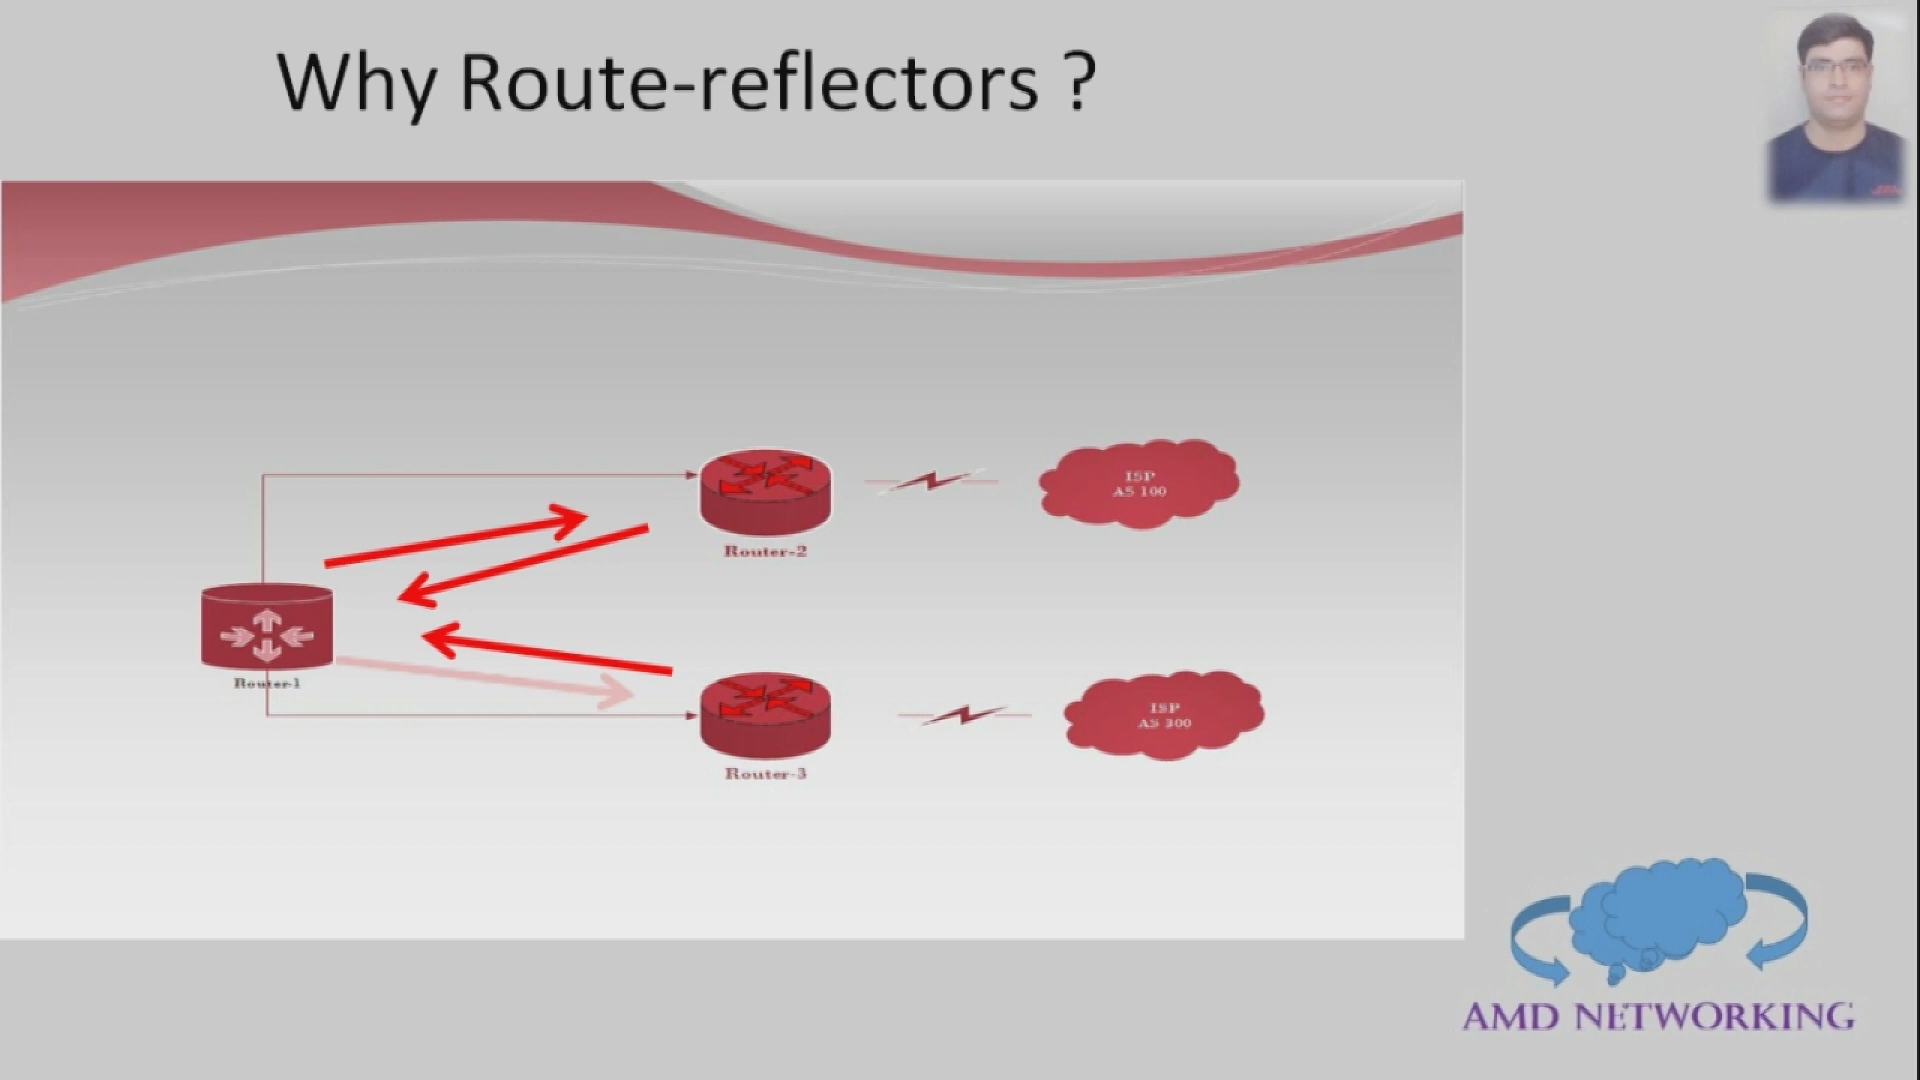 Why Route-reflectors ?
ISP
AS 100
Router-2
Router-1
ISP
AS 300
Router-3
AMD NETWORKING